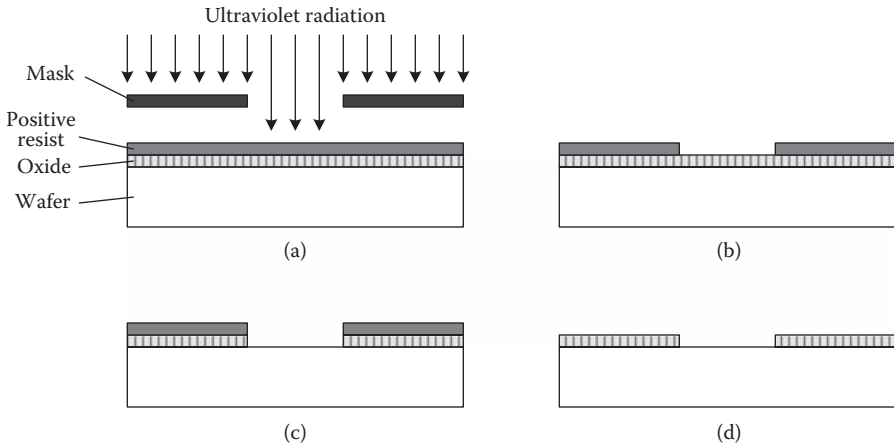 Ultraviolet radiation
Mask
Positive
resist
Oxide
Wafer
(a)
(b)
(c)
(d)